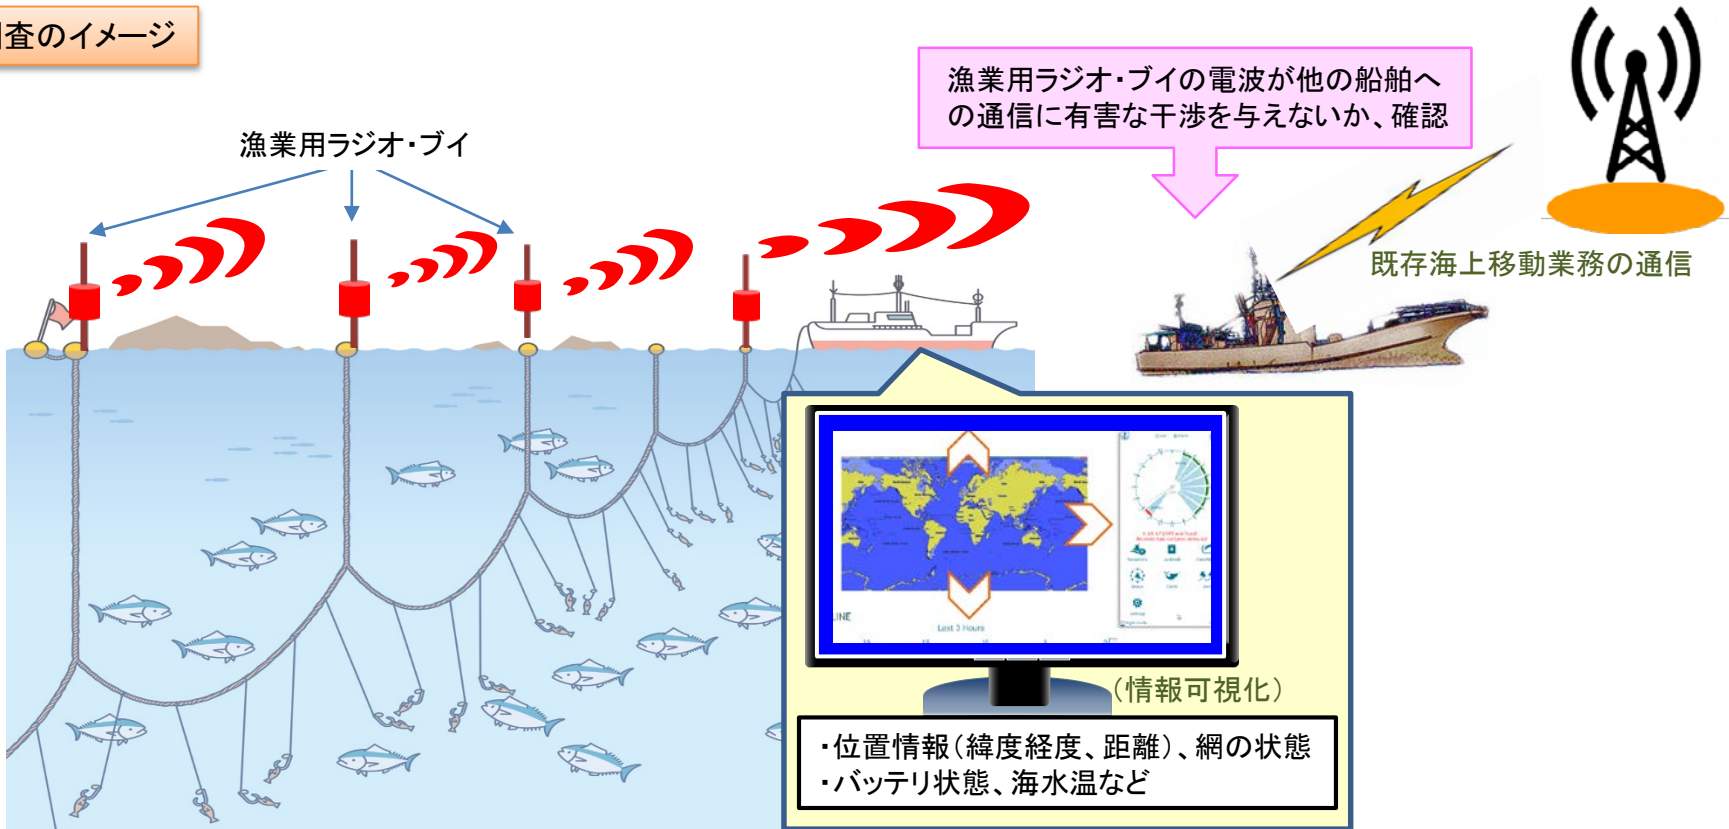 査のイメージ
漁業用ラジオ・ブイの電波が他の船舶へ
の通信に有害な干渉を与えないか、確認
漁業用ラジオ・ブイ
既存海上移動業務の通信
LINE
Last 3 Hours
（情報可視化）
・位置情報（緯度経度、距離）、網の状態
・バッテリ状態、海水温など